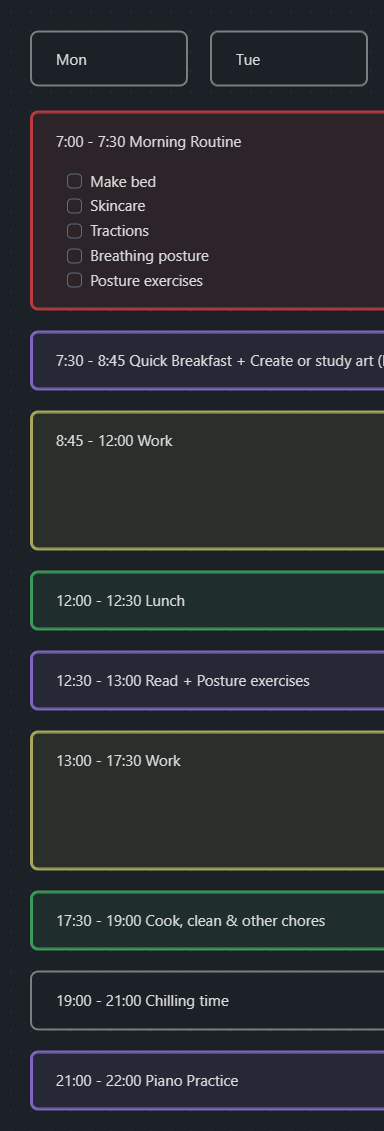 Mon
Tue
7:00 - 7:30 Morning Routine
Make bed
Skincare
Tractions
Breathing posture
Posture exercises
7:30 - 8:45 Quick Breakfast + Create or study art (
8:45 - 12:00 Work
12:00 - 12:30 Lunch
12:30 - 13:00 Read + Posture exercises
13:00 - 17:30 Work
17:30 - 19:00 Cook, clean & other chores
19:00 - 21:00 Chilling time
21:00 - 22:00 Piano Practice